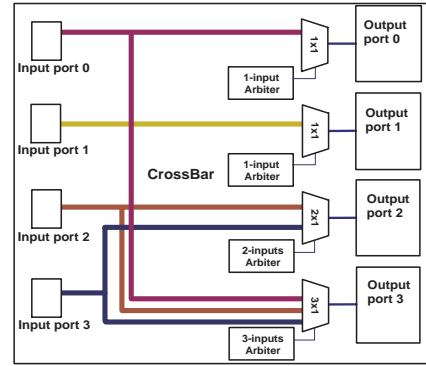 Input port 0
1x1
Output
port 0
1-input
Arbiter
Input port 1
1x1
Output
port 1
1-input
Arbiter
CrossBar
Input port 2
2x1
Output
port 2
2-inputs
Arbiter
Input port 3
3x1
Output
port 3
3-inputs
Arbiter